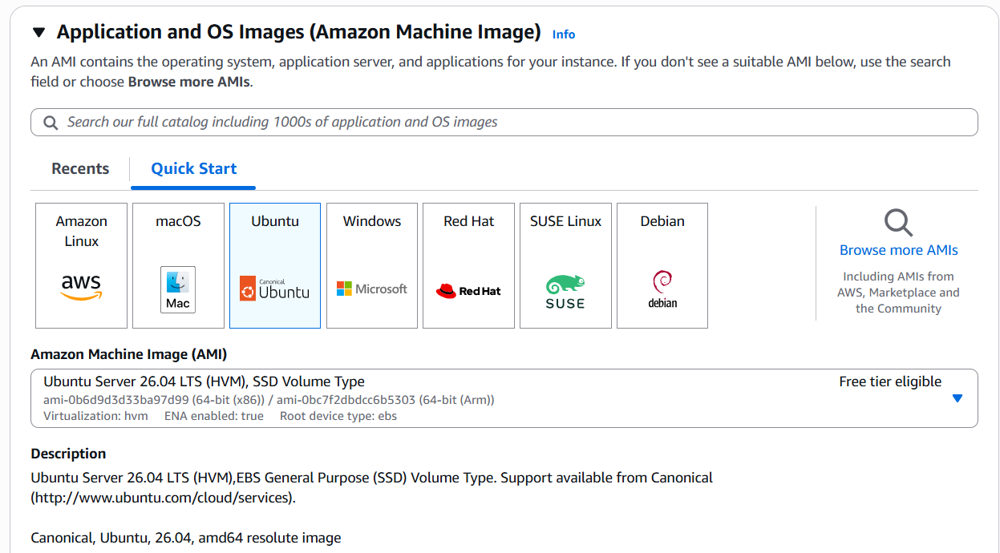 Application and OS Images (Amazon Machine Image) Info
An AMI contains the operating system, application server, and applications for your instance. If you don't see a suitable AMI below, use the search
field or choose Browse more AMIs.
Search our full catalog including 1000s of application and OS images
Recents
Quick Start
Amazon
Linux
aws
macOS
Mac
Ubuntu
Canonical
Ubuntu
Windows
Microsoft
Red Hat
Red Hat
SUSE Linux
SUSE
Debian
debian
Browse more AMIs
Including AMIs from
AWS, Marketplace and
the Community
Amazon Machine Image (AMI)
Ubuntu Server 26.04 LTS (HVM), SSD Volume Type
Free tier eligible
ami-0b6d9d3d33ba97d99 (64-bit (x86)) / ami-0bc7f2dbdcc6b5303 (64-bit (Arm))
Virtualization: hvm ENA enabled: true Root device type: ebs
Description
Ubuntu Server 26.04 LTS (HVM),EBS General Purpose (SSD) Volume Type. Support available from Canonical
(http://www.ubuntu.com/cloud/services).
Canonical, Ubuntu, 26.04, amd64 resolute image